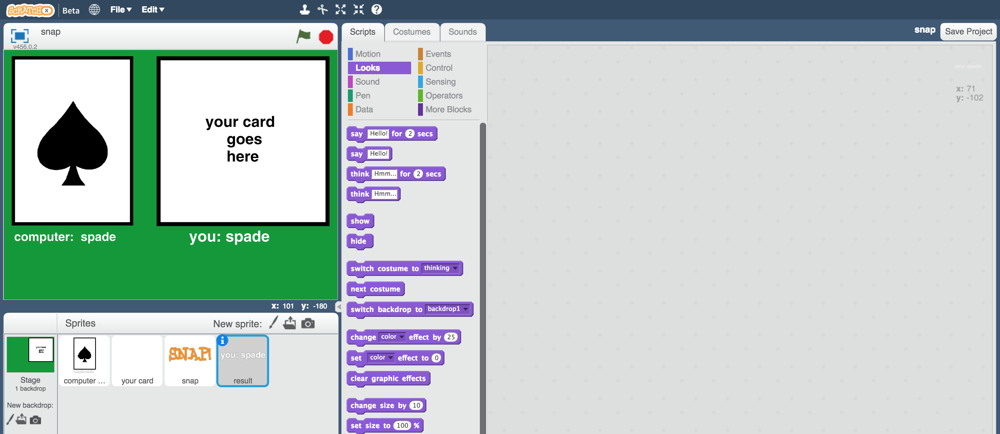 SCRATCHX Beta File Edit
snap
v456.0.2
your card
goes
here
computer: spade
you: spade
x: 101 y: -180
Sprites
New sprite:
Stage
1 backdrop
New backdrop:
computer ...
your card
SNAP!
snap
you: spade
result
Scripts
Costumes
Sounds
Motion
Looks
Sound
Pen
Data
Events
Control
Sensing
Operators
More Blocks
say Hello! for 2 secs
say Hello!
think Hmm... for 2 secs
think Hmm...
show
hide
switch costume to thinking
next costume
switch backdrop to backdrop1
change color effect by 25
set color effect to 0
clear graphic effects
change size by 10
set size to 100 %
snap
Save Project
you: spade
x: 71
y: -102